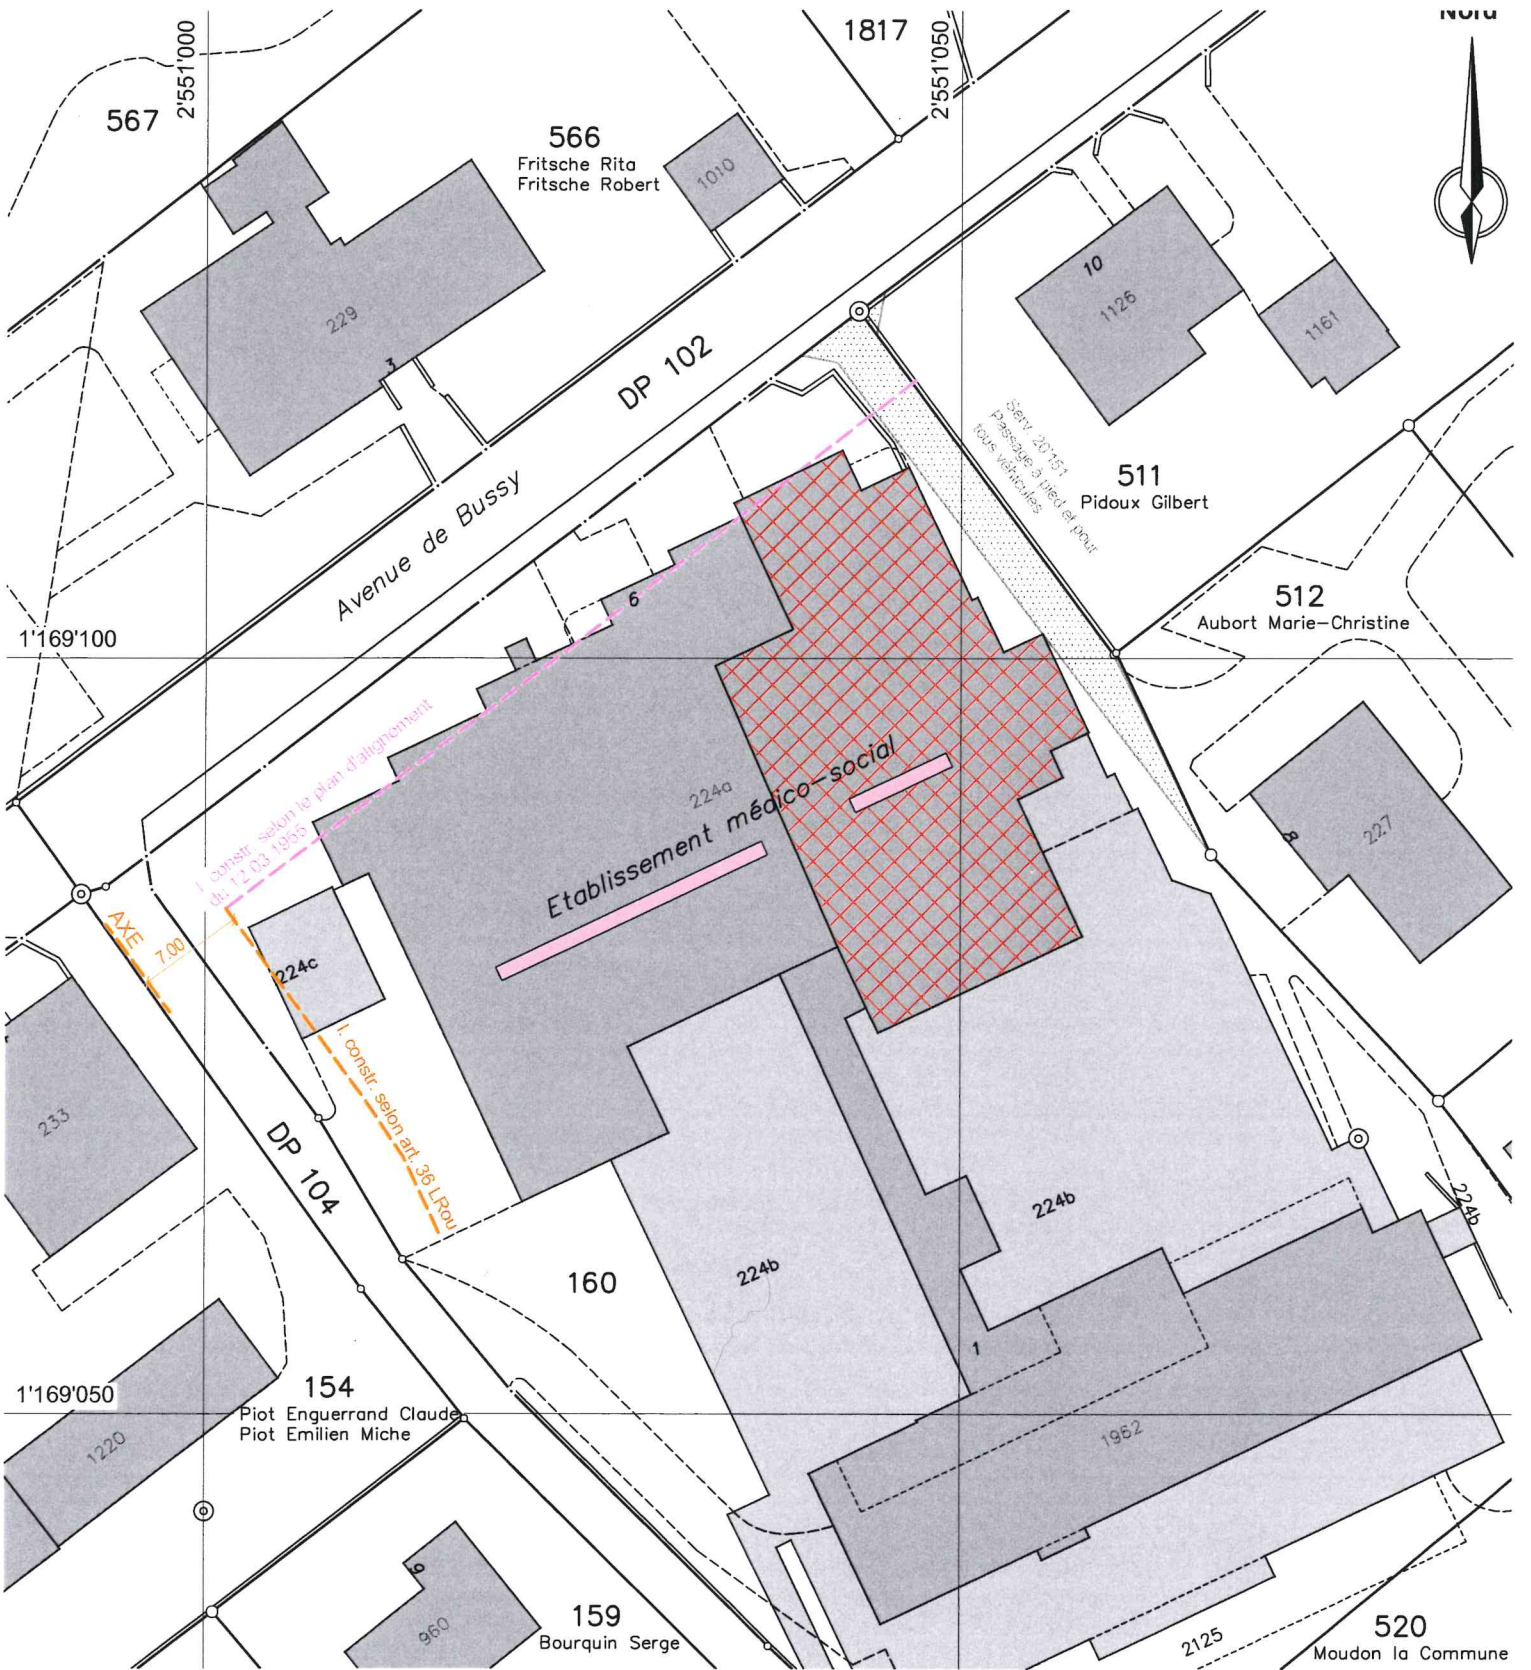 2'551'000
1817
2'551'050
Nord
567
566
Fritsche Rita
Fritsche Robert
1010
10
1126
1161
229
3
DP 102
Serv. 20'151
Passage à pied et pour
tous véhicules
511
Pidoux Gilbert
Avenue de Bussy
512
Aubort Marie-Christine
6
1'169'100
l. constr. selon le plan d'alignement
du 12.03.1955
224a
Etablissement médico-social
227
8
AXE
7.00
224c
l. constr. selon art. 36 LRou
233
DP 104
224b
224b
224b
160
1
1'169'050
154
Piot Enguerrand Claude
Piot Emilien Miche
1220
1962
9
960
159
Bourquin Serge
2125
520
Moudon la Commune